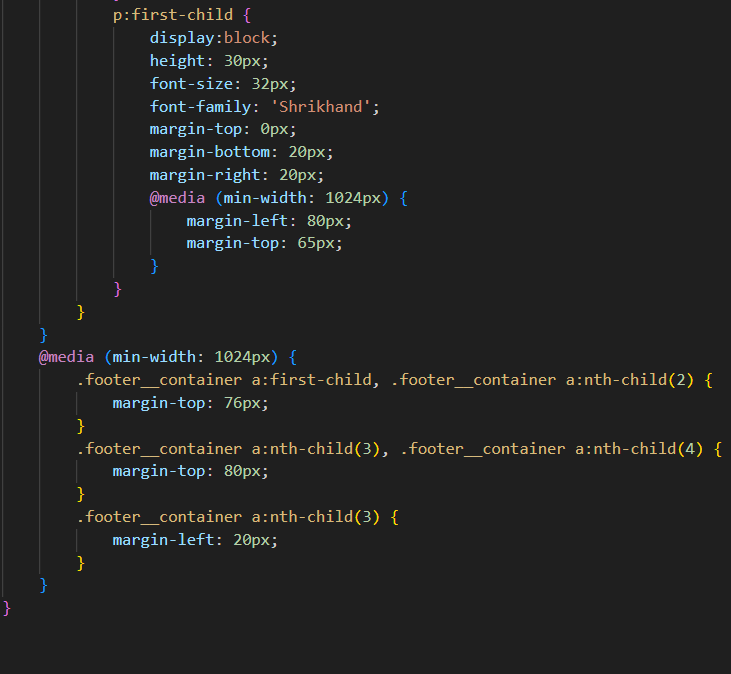 p:first-child {
display:block;
height: 30px;
font-size: 32px;
font-family: 'Shrikhand';
margin-top: 0px;
margin-bottom: 20px;
margin-right: 20px;
@media (min-width: 1024px) {
margin-left: 80px;
margin-top: 65px;
}
}
}
}
@media (min-width: 1024px) {
.footer__container a:first-child, .footer__container a:nth-child(2) {
margin-top: 76px;
}
.footer__container a:nth-child(3), .footer__container a:nth-child(4) {
margin-top: 80px;
}
.footer__container a:nth-child(3) {
margin-left: 20px;
}
}
}